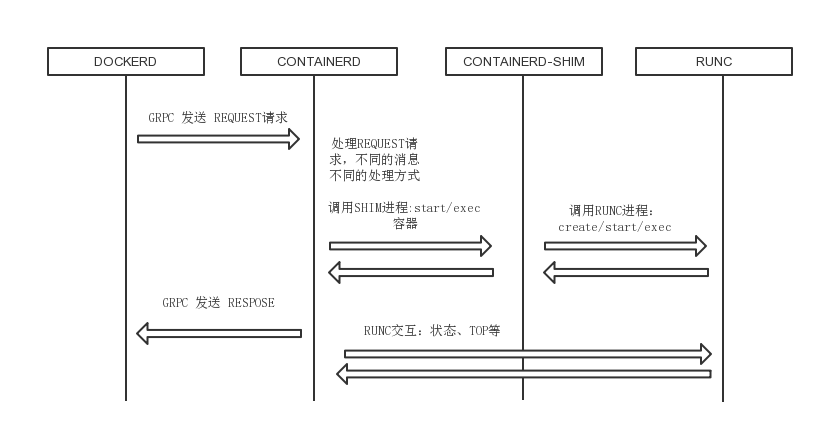 DOCKERD
CONTAINERD
CONTAINERD-SHIM
RUNC
GRPC 发送 REQUEST请求
处理REQUEST请
求, 不同的消息
不同的处理方式
调用SHIM进程:start/exec
容器
调用RUNC进程:
create/start/exec
GRPC 发送 RESPOSE
RUNC交互: 状态、TOP等